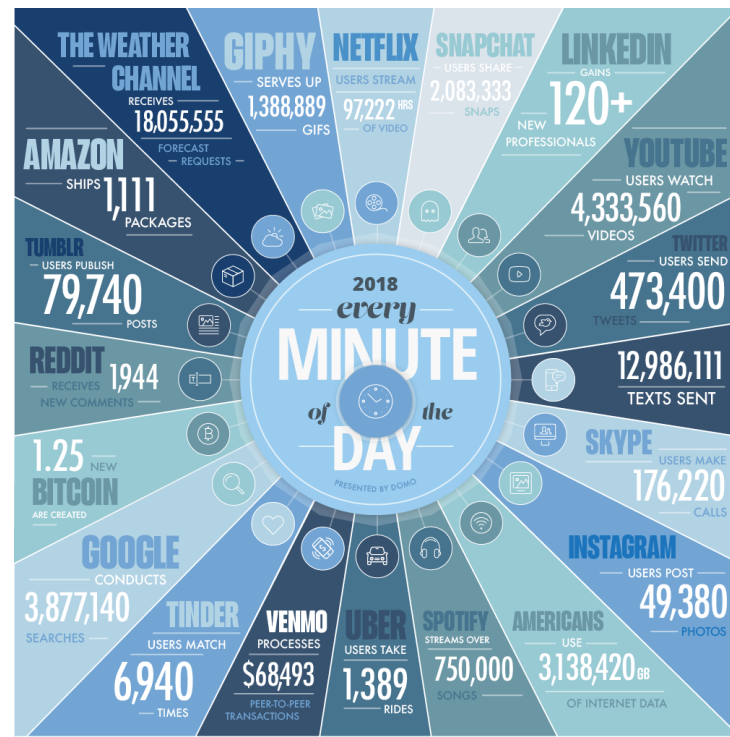 2018
every
MINUTE
of the
DAY
PRESENTED BY DOMO
THE WEATHER
CHANNEL
RECEIVES
18,055,555
FORECAST
REQUESTS
GIPHY
SERVES UP
1,388,889
GIFS
NETFLIX
USERS STREAM
97,222 HRS
OF VIDEO
SNAPCHAT
USERS SHARE
2,083,333
SNAPS
LINKEDIN
GAINS
120+
NEW
PROFESSIONALS
YOUTUBE
USERS WATCH
4,333,560
VIDEOS
TWITTER
USERS SEND
473,400
TWEETS
12,986,111
TEXTS SENT
SKYPE
USERS MAKE
176,220
CALLS
INSTAGRAM
USERS POST
49,380
PHOTOS
AMERICANS
USE
3,138,420 GB
OF INTERNET DATA
SPOTIFY
STREAMS OVER
750,000
SONGS
UBER
USERS TAKE
1,389
RIDES
VENMO
PROCESSES
$68,493
PEER-TO-PEER
TRANSACTIONS
TINDER
USERS MATCH
6,940
TIMES
GOOGLE
CONDUCTS
3,877,140
SEARCHES
1.25 NEW
BITCOIN
ARE CREATED
REDDIT
RECEIVES 1,944
NEW COMMENTS
TUMBLR
USERS PUBLISH
79,740
POSTS
AMAZON
SHIPS 1,111
PACKAGES